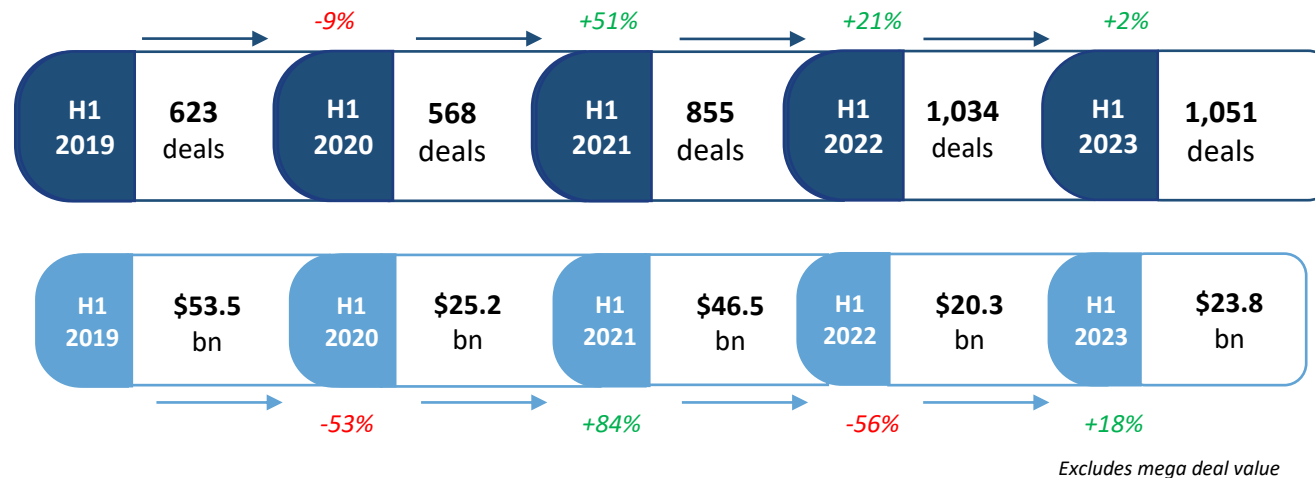 -9%
+51%
+21%
+2%
H1
2019
623
deals
H1
2020
568
deals
H1
2021
855
deals
H1
2022
1,034
deals
H1
2023
1,051
deals
H1
2019
$53.5
bn
H1
2020
$25.2
bn
H1
2021
$46.5
bn
H1
2022
$20.3
bn
H1
2023
$23.8
bn
-53%
+84%
-56%
+18%
Excludes mega deal value